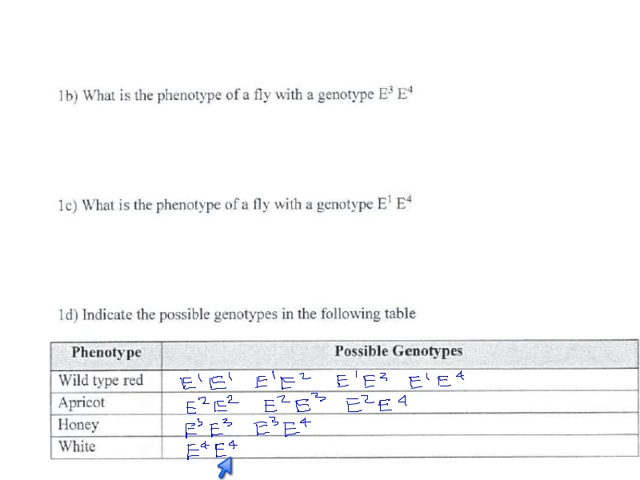 1b) What is the phenotype of a fly with a genotype E³ E⁴
1c) What is the phenotype of a fly with a genotype E¹ E⁴
1d) Indicate the possible genotypes in the following table
Phenotype Possible Genotypes
Wild type red E¹E¹ E¹E² E¹E³ E¹E⁴
Apricot E²E² E²E³ E²E⁴
Honey E³E³ E³E⁴
White E⁴E⁴